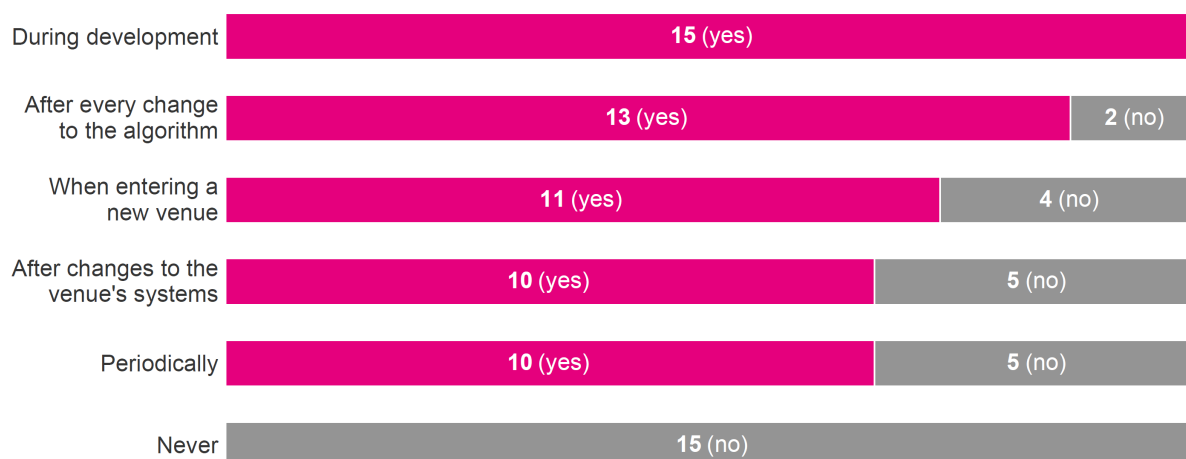 During development
15 (yes)
After every change
to the algorithm
13 (yes)
2 (no)
When entering a
new venue
11 (yes)
4 (no)
After changes to the
venue's systems
10 (yes)
5 (no)
Periodically
10 (yes)
5 (no)
Never
15 (no)